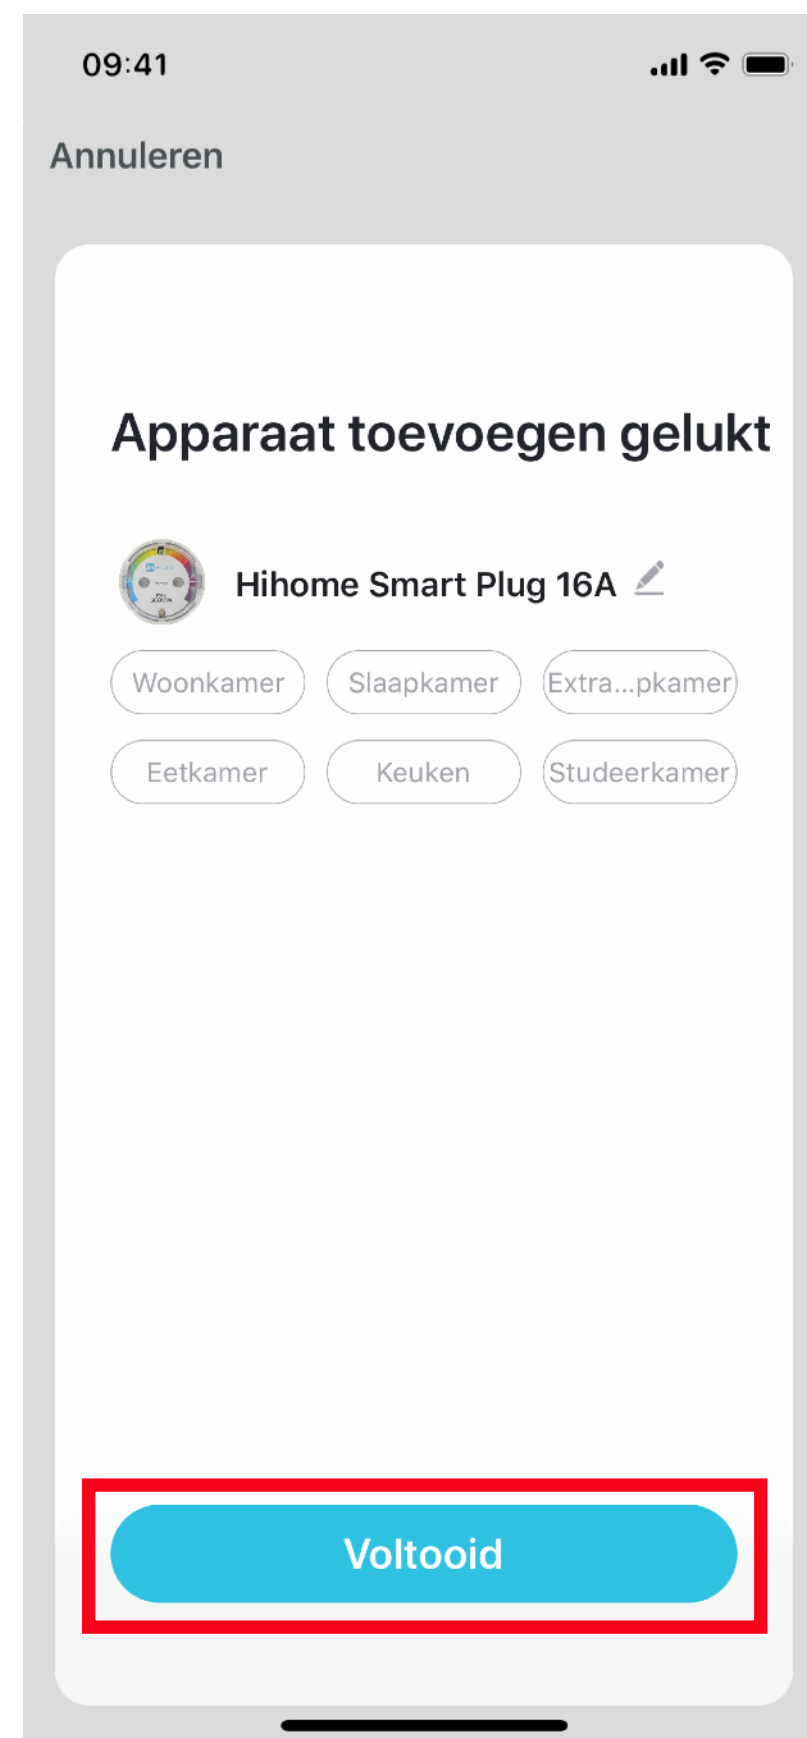 09:41
Annuleren
Apparaat toevoegen gelukt
Hihome Smart Plug 16A
Woonkamer Slaapkamer Extra...pkamer
Eetkamer Keuken Studeerkamer
Voltooid